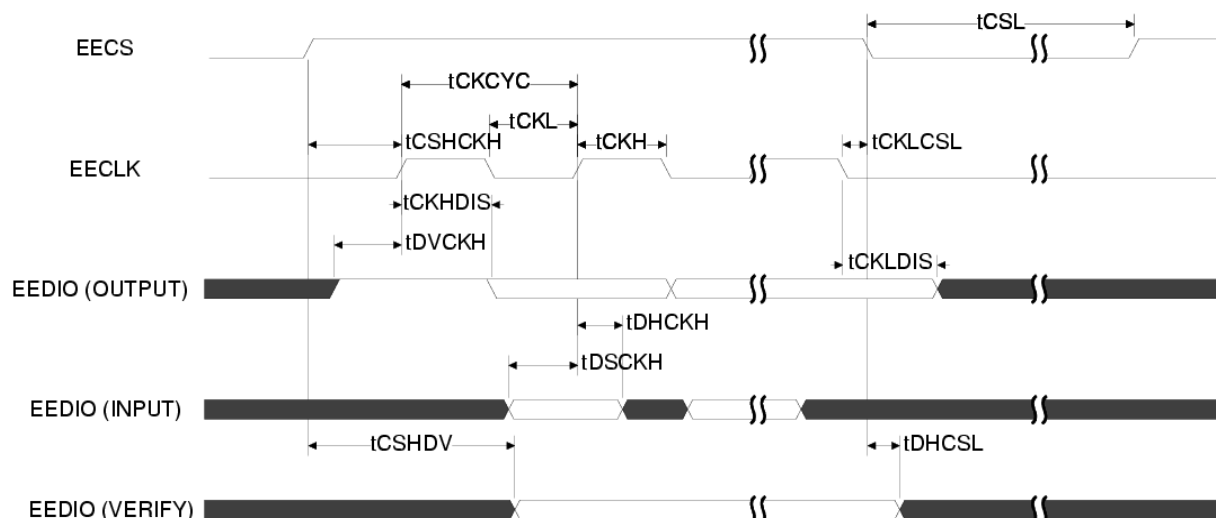 tCSL
EECS
tCKCYC
tCKL
tCSHCKH
tCKH
tCKLCSL
EECLK
tCKHDIS
tDVCKH
tCKLDIS
EEDIO (OUTPUT)
tDHCKH
tDSCKH
EEDIO (INPUT)
tCSHDV
tDHCSL
EEDIO (VERIFY)